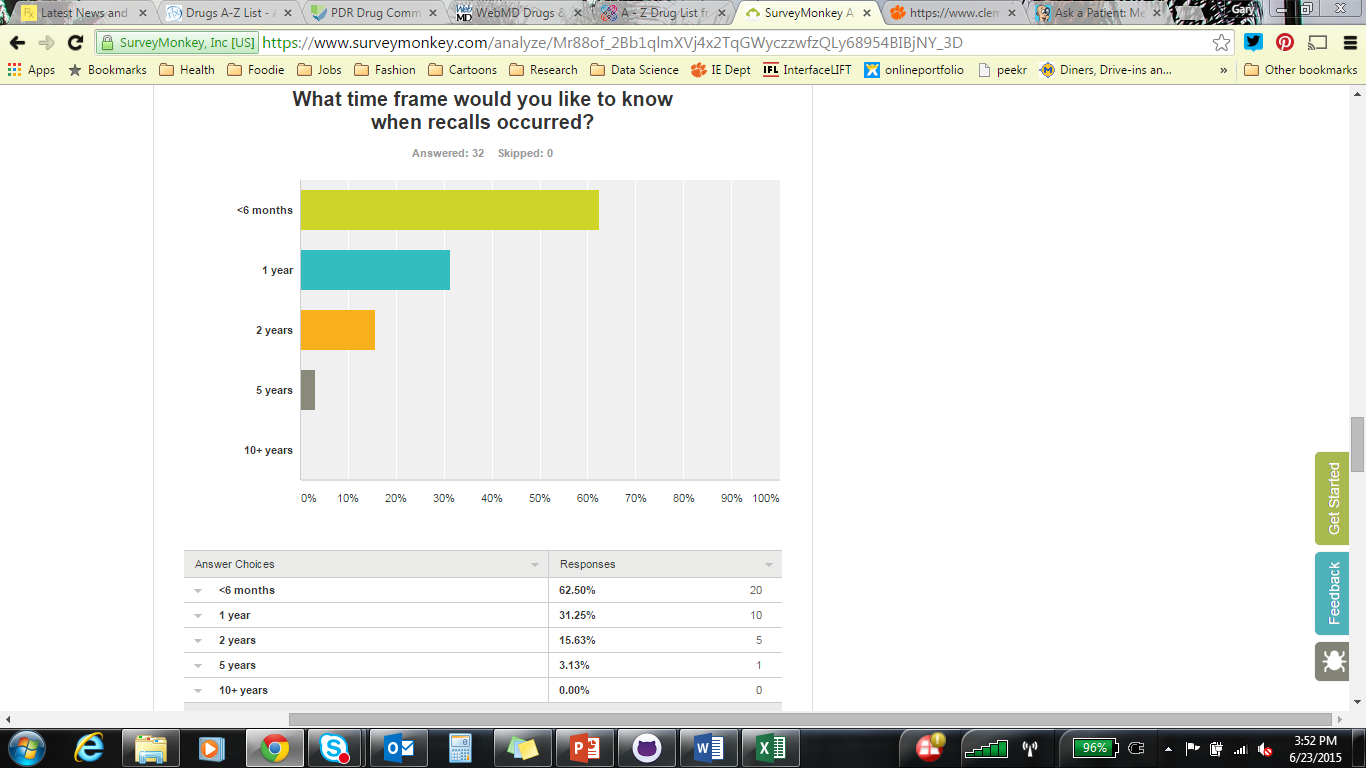 Latest News and
Drugs A-Z List - A
PDR Drug Comm
WebMD Drugs &
A - Z Drug List fr
SurveyMonkey A
https://www.clem
Ask a Patient: Me
Gary
SurveyMonkey, Inc [US] https://www.surveymonkey.com/analyze/Mr88of_2Bb1qlmXVj4x2TqGWyczzwfzQLy68954BIBjNY_3D
Apps Bookmarks Health Foodie Jobs Fashion Cartoons Research Data Science IE Dept IFL InterfaceLIFT onlineportfolio peekr Diners, Drive-ins an... » Other bookmarks
What time frame would you like to know
when recalls occurred?
Answered: 32 Skipped: 0
<6 months
1 year
2 years
5 years
10+ years
0% 10% 20% 30% 40% 50% 60% 70% 80% 90% 100%
Answer Choices Responses
<6 months 62.50% 20
1 year 31.25% 10
2 years 15.63% 5
5 years 3.13% 1
10+ years 0.00% 0
Get Started
Feedback
96%
3:52 PM
6/23/2015